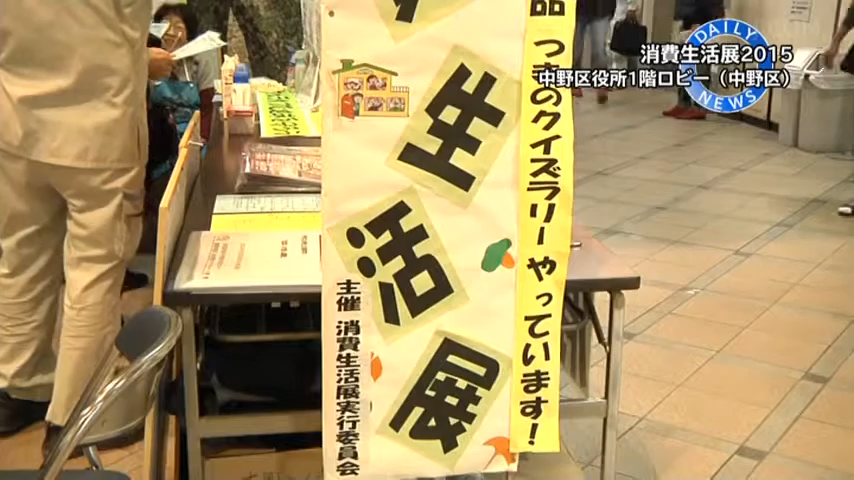 DAILY NEWS
消費生活展2015
中野区役所1階ロビー（中野区）
生活展
品
つきのクイズラリー やっています!
主催 消費生活展実行委員会